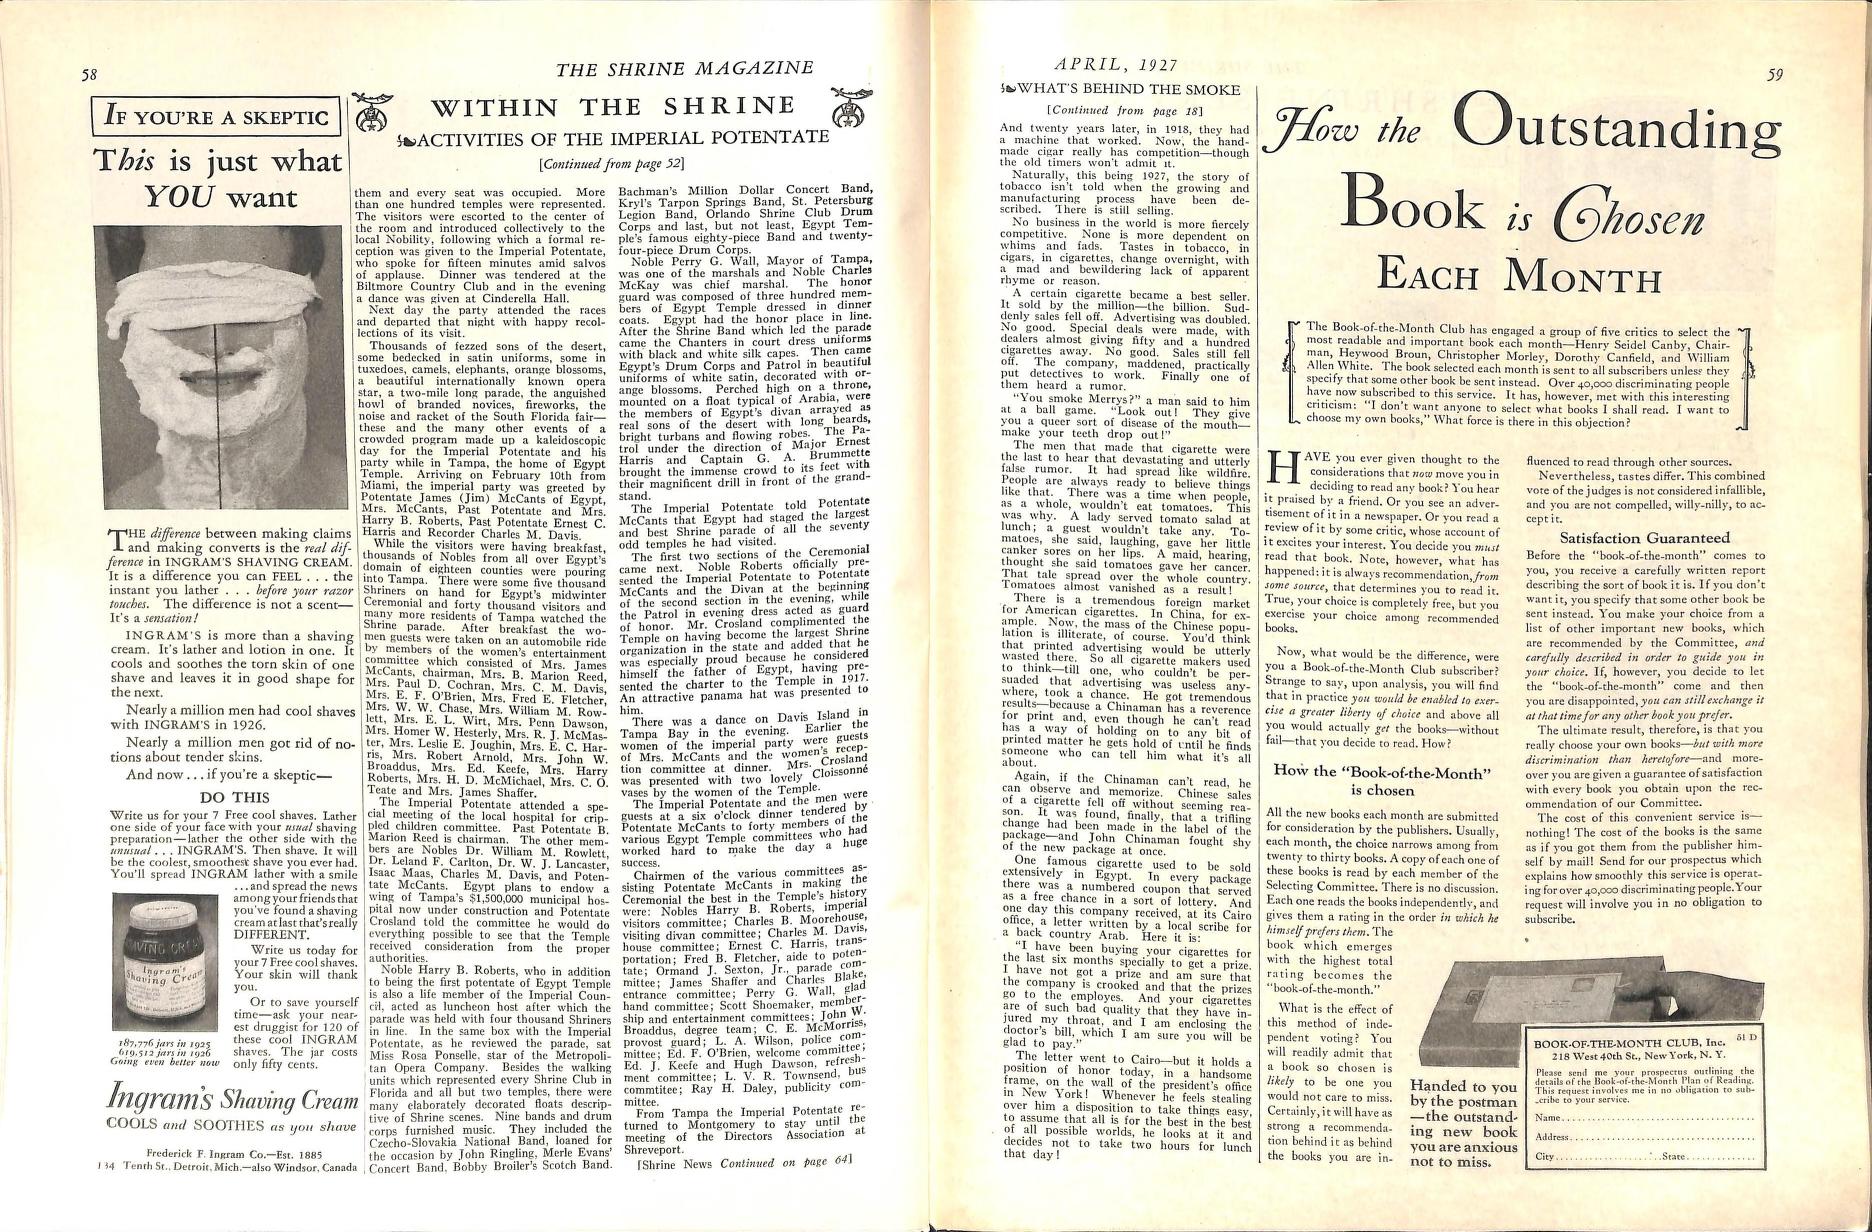 58
THE SHRINE MAGAZINE
IF YOU'RE A SKEPTIC
This is just what
YOU want
THE difference between making claims
and making converts is the real dif-
ference in INGRAM'S SHAVING CREAM.
It is a difference you can FEEL . . . the
instant you lather . . . before your razor
touches. The difference is not a scent—
It's a sensation!
INGRAM'S is more than a shaving
cream. It's lather and lotion in one. It
cools and soothes the torn skin of one
shave and leaves it in good shape for
the next.
Nearly a million men had cool shaves
with INGRAM'S in 1926.
Nearly a million men got rid of no-
tions about tender skins.
And now . . . if you're a skeptic—
DO THIS
Write us for your 7 Free cool shaves. Lather
one side of your face with your usual shaving
preparation—lather the other side with the
unusual . . . INGRAM'S. Then shave. It will
be the coolest, smoothest shave you ever had.
You'll spread INGRAM lather with a smile
. . . and spread the news
among your friends that
you've found a shaving
cream at last that's really
DIFFERENT.
Write us today for
your 7 Free cool shaves.
Your skin will thank
you.
Or to save yourself
time—ask your near-
est druggist for 120 of
these cool INGRAM
shaves. The jar costs
only fifty cents.
Ingram's
Shaving Cream
187,776 jars in 1925
619,512 jars in 1926
Going even better now
Ingram's Shaving Cream
COOLS and SOOTHES as you shave
Frederick F. Ingram Co.—Est. 1885
Tenth St., Detroit, Mich.—also Windsor, Canada
WITHIN THE SHRINE
ACTIVITIES OF THE IMPERIAL POTENTATE
[Continued from page 52]
them and every seat was occupied. More
than one hundred temples were represented.
The visitors were escorted to the center of
the room and introduced collectively to the
local Nobility, following which a formal re-
ception was given to the Imperial Potentate,
who spoke for fifteen minutes amid salvos
of applause. Dinner was tendered at the
Biltmore Country Club and in the evening
a dance was given at Cinderella Hall.
Next day the party attended the races
and departed that night with happy recol-
lections of its visit.
Thousands of fezzed sons of the desert,
some bedecked in satin uniforms, some in
tuxedoes, camels, elephants, orange blossoms,
a beautiful internationally known opera
star, a two-mile long parade, the anguished
howl of branded novices, fireworks, the
noise and racket of the South Florida fair—
these and the many other events of a
crowded program made up a kaleidoscopic
day for the Imperial Potentate and his
party while in Tampa, the home of Egypt
Temple. Arriving on February 10th from
Miami, the imperial party was greeted by
Potentate James (Jim) McCants of Egypt,
Mrs. McCants, Past Potentate and Mrs.
Harry B. Roberts, Past Potentate Ernest C.
Harris and Recorder Charles M. Davis.
While the visitors were having breakfast,
thousands of Nobles from all over Egypt's
domain of eighteen counties were pouring
into Tampa. There were some five thousand
Shriners on hand for Egypt's midwinter
Ceremonial and forty thousand visitors and
many more residents of Tampa watched the
Shrine parade. After breakfast the wo-
men guests were taken on an automobile ride
by members of the women's entertainment
committee which consisted of Mrs. James
McCants, chairman, Mrs. B. Marion Reed,
Mrs. Paul D. Cochran, Mrs. C. M. Davis,
Mrs. E. F. O'Brien, Mrs. Fred E. Fletcher,
Mrs. W. W. Chase, Mrs. William M. Row-
lett, Mrs. E. L. Wirt, Mrs. Penn Dawson,
Mrs. Homer W. Hesterly, Mrs. R. J. McMas-
ter, Mrs. Leslie E. Joughin, Mrs. E. C. Har-
ris, Mrs. Robert Arnold, Mrs. John W.
Broaddus, Mrs. Ed. Keefe, Mrs. Harry
Roberts, Mrs. H. D. McMichael, Mrs. C. O.
Teate and Mrs. James Shaffer.
The Imperial Potentate attended a spe-
cial meeting of the local hospital for crip-
pled children committee. Past Potentate B.
Marion Reed is chairman. The other mem-
bers are Nobles Dr. William M. Rowlett,
Dr. Leland F. Carlton, Dr. W. J. Lancaster,
Isaac Maas, Charles M. Davis, and Poten-
tate McCants. Egypt plans to endow a
wing of Tampa's $1,500,000 municipal hos-
pital now under construction and Potentate
Crosland told the committee he would do
everything possible to see that the Temple
received consideration from the proper
authorities.
Noble Harry B. Roberts, who in addition
to being the first potentate of Egypt Temple
is also a life member of the Imperial Coun-
cil, acted as luncheon host after which the
parade was held with four thousand Shriners
in line. In the same box with the Imperial
Potentate, as he reviewed the parade, sat
Miss Rosa Ponselle, star of the Metropoli-
tan Opera Company. Besides the walking
units which represented every Shrine Club in
Florida and all but two temples, there were
many elaborately decorated floats descrip-
tive of Shrine scenes. Nine bands and drum
corps furnished music. They included the
Czecho-Slovakia National Band, loaned for
the occasion by John Ringling, Merle Evans'
Concert Band, Bobby Broiler's Scotch Band.
Bachman's Million Dollar Concert Band,
Kryl's Tarpon Springs Band, St. Petersburg
Legion Band, Orlando Shrine Club Drum
Corps and last, but not least, Egypt Tem-
ple's famous eighty-piece Band and twenty-
four-piece Drum Corps.
Noble Perry G. Wall, Mayor of Tampa,
was one of the marshals and Noble Charles
McKay was chief marshal. The honor
guard was composed of three hundred mem-
bers of Egypt Temple dressed in dinner
coats. Egypt had the honor place in line.
After the Shrine Band which led the parade
came the Chanters in court dress uniforms
with black and white silk capes. Then came
Egypt's Drum Corps and Patrol in beautiful
uniforms of white satin, decorated with or-
ange blossoms. Perched high on a throne,
mounted on a float typical of Arabia, were
the members of Egypt's divan arrayed as
real sons of the desert with long beards,
bright turbans and flowing robes. The Pa-
trol under the direction of Major Ernest
Harris and Captain G. A. Brummette
brought the immense crowd to its feet with
their magnificent drill in front of the grand-
stand.
The Imperial Potentate told Potentate
McCants that Egypt had staged the largest
and best Shrine parade of all the seventy
odd temples he had visited.
The first two sections of the Ceremonial
came next. Noble Roberts officially pre-
sented the Imperial Potentate to Potentate
McCants and the Divan at the beginning
of the second section in the evening, while
the Patrol in evening dress acted as guard
of honor. Mr. Crosland complimented the
Temple on having become the largest Shrine
organization in the state and added that he
was especially proud because he considered
himself the father of Egypt, having pre-
sented the charter to the Temple in 1917.
An attractive panama hat was presented to
him.
There was a dance on Davis Island in
Tampa Bay in the evening. Earlier the
women of the imperial party were guests
of Mrs. McCants and the women's recep-
tion committee at dinner. Mrs. Crosland
was presented with two lovely Cloissonné
vases by the women of the Temple.
The Imperial Potentate and the men were
guests at a six o'clock dinner tendered by
Potentate McCants to forty members of the
various Egypt Temple committees who had
worked hard to make the day a huge
success.
Chairmen of the various committees as-
sisting Potentate McCants in making the
Ceremonial the best in the Temple's history
were: Nobles Harry B. Roberts, imperial
visitors committee; Charles B. Moorehouse,
visiting divan committee; Charles M. Davis,
house committee; Ernest C. Harris, trans-
portation; Fred B. Fletcher, aide to poten-
tate; Ormand J. Sexton, Jr., parade com-
mittee; James Shaffer and Charles Blake,
entrance committee; Perry G. Wall, glad
hand committee; Scott Shoemaker, member-
ship and entertainment committees; John W.
Broaddus, degree team; C. E. McMorriss,
provost guard; L. A. Wilson, police com-
mittee; Ed. F. O'Brien, welcome committee;
Ed. J. Keefe and Hugh Dawson, refresh-
ment committee; L. V. R. Townsend, bus
committee; Ray H. Daley, publicity com-
mittee.
From Tampa the Imperial Potentate re-
turned to Montgomery to stay until the
meeting of the Directors Association at
Shreveport.
[Shrine News Continued on page 64]
APRIL, 1927
59
WHAT'S BEHIND THE SMOKE
[Continued from page 18]
And twenty years later, in 1918, they had
a machine that worked. Now, the hand-
made cigar really has competition—though
the old timers won't admit it.
Naturally, this being 1927, the story of
tobacco isn't told when the growing and
manufacturing process have been de-
scribed. There is still selling.
No business in the world is more fiercely
competitive. None is more dependent on
whims and fads. Tastes in tobacco, in
cigars, in cigarettes, change overnight, with
a mad and bewildering lack of apparent
rhyme or reason.
A certain cigarette became a best seller.
It sold by the million—the billion. Sud-
denly sales fell off. Advertising was doubled.
No good. Special deals were made, with
dealers almost giving fifty and a hundred
cigarettes away. No good. Sales still fell
off. The company, maddened, practically
put detectives to work. Finally one of
them heard a rumor.
"You smoke Merrys?" a man said to him
at a ball game. "Look out! They give
you a queer sort of disease of the mouth—
make your teeth drop out!"
The men that made that cigarette were
the last to hear that devastating and utterly
false rumor. It had spread like wildfire.
People are always ready to believe things
like that. There was a time when people,
as a whole, wouldn't eat tomatoes. This
was why. A lady served tomato salad at
lunch; a guest wouldn't take any. To-
matoes, she said, laughing, gave her little
canker sores on her lips. A maid, hearing,
thought she said tomatoes gave her cancer.
That tale spread over the whole country.
Tomatoes almost vanished as a result!
There is a tremendous foreign market
for American cigarettes. In China, for ex-
ample. Now, the mass of the Chinese popu-
lation is illiterate, of course. You'd think
that printed advertising would be utterly
wasted there. So all cigarette makers used
to think—till one, who couldn't be per-
suaded that advertising was useless any-
where, took a chance. He got tremendous
results—because a Chinaman has a reverence
for print and, even though he can't read
has a way of holding on to any bit of
printed matter he gets hold of until he finds
someone who can tell him what it's all
about.
Again, if the Chinaman can't read, he
can observe and memorize. Chinese sales
of a cigarette fell off without seeming rea-
son. It was found, finally, that a trifling
change had been made in the label of the
package—and John Chinaman fought shy
of the new package at once.
One famous cigarette used to be sold
extensively in Egypt. In every package
there was a numbered coupon that served
as a free chance in a sort of lottery. And
one day this company received, at its Cairo
office, a letter written by a local scribe for
a back country Arab. Here it is:
"I have been buying your cigarettes for
the last six months specially to get a prize.
I have not got a prize and am sure that
the company is crooked and that the prizes
go to the employes. And your cigarettes
are of such bad quality that they have in-
jured my throat, and I am enclosing the
doctor's bill, which I am sure you will be
glad to pay."
The letter went to Cairo—but it holds a
position of honor today, in a handsome
frame, on the wall of the president's office
in New York! Whenever he feels stealing
over him a disposition to take things easy,
to assume that all is for the best in the best
of all possible worlds, he looks at it and
decides not to take two hours for lunch
that day!
How the Outstanding
Book is Chosen
EACH MONTH
The Book-of-the-Month Club has engaged a group of five critics to select the
most readable and important book each month—Henry Seidel Canby, Chair-
man, Heywood Broun, Christopher Morley, Dorothy Canfield, and William
Allen White. The book selected each month is sent to all subscribers unless they
specify that some other book be sent instead. Over 40,000 discriminating people
have now subscribed to this service. It has, however, met with this interesting
criticism: "I don't want anyone to select what books I shall read. I want to
choose my own books," What force is there in this objection?
HAVE you ever given thought to the
considerations that now move you in
deciding to read any book? You hear
it praised by a friend. Or you see an adver-
tisement of it in a newspaper. Or you read a
review of it by some critic, whose account of
it excites your interest. You decide you must
read that book. Note, however, what has
happened: it is always recommendation, from
some source, that determines you to read it.
True, your choice is completely free, but you
exercise your choice among recommended
books.
Now, what would be the difference, were
you a Book-of-the-Month Club subscriber?
Strange to say, upon analysis, you will find
that in practice you would be enabled to exer-
cise a greater liberty of choice and above all
you would actually get the books—without
fail—that you decide to read. How?
How the "Book-of-the-Month"
is chosen
All the new books each month are submitted
for consideration by the publishers. Usually,
each month, the choice narrows among from
twenty to thirty books. A copy of each one of
these books is read by each member of the
Selecting Committee. There is no discussion.
Each one reads the books independently, and
gives them a rating in the order in which he
himself prefers them. The
book which emerges
with the highest total
rating becomes the
"book-of-the-month."
What is the effect of
this method of inde-
pendent voting? You
will readily admit that
a book so chosen is
likely to be one you
would not care to miss.
Certainly, it will have as
strong a recommenda-
tion behind it as behind
the books you are in-
fluenced to read through other sources.
Nevertheless, tastes differ. This combined
vote of the judges is not considered infallible,
and you are not compelled, willy-nilly, to ac-
cept it.
Satisfaction Guaranteed
Before the "book-of-the-month" comes to
you, you receive a carefully written report
describing the sort of book it is. If you don't
want it, you specify that some other book be
sent instead. You make your choice from a
list of other important new books, which
are recommended by the Committee, and
carefully described in order to guide you in
your choice. If, however, you decide to let
the "book-of-the-month" come and then
you are disappointed, you can still exchange it
at that time for any other book you prefer.
The ultimate result, therefore, is that you
really choose your own books—but with more
discrimination than heretofore—and more-
over you are given a guarantee of satisfaction
with every book you obtain upon the rec-
ommendation of our Committee.
The cost of this convenient service is—
nothing! The cost of the books is the same
as if you got them from the publisher him-
self by mail! Send for our prospectus which
explains how smoothly this service is operat-
ing for over 40,000 discriminating people. Your
request will involve you in no obligation to
subscribe.
Handed to you
by the postman
—the outstand-
ing new book
you are anxious
not to miss.
BOOK-OF-THE-MONTH CLUB, Inc. 51 D
218 West 40th St., New York, N. Y.
Please send me your prospectus outlining the
details of the Book-of-the-Month Plan of Reading.
This request involves me in no obligation to sub-
scribe to your service.
Name
Address
City State